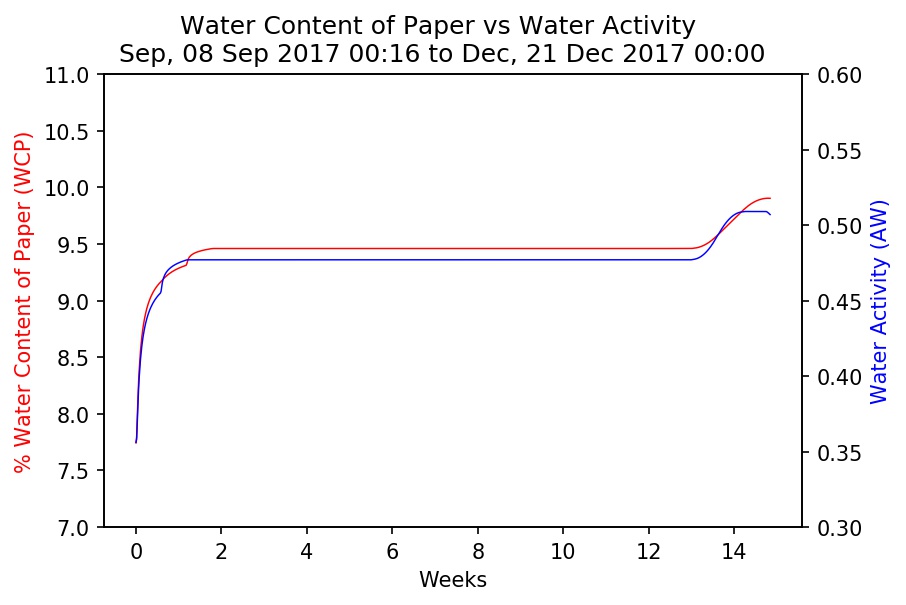 Water Content of Paper vs Water Activity
Sep, 08 Sep 2017 00:16 to Dec, 21 Dec 2017 00:00
% Water Content of Paper (WCP)
11.0
10.5
10.0
9.5
9.0
8.5
8.0
7.5
7.0
0.60
0.55
0.50
0.45
0.40
0.35
0.30
Water Activity (AW)
0 2 4 6 8 10 12 14
Weeks